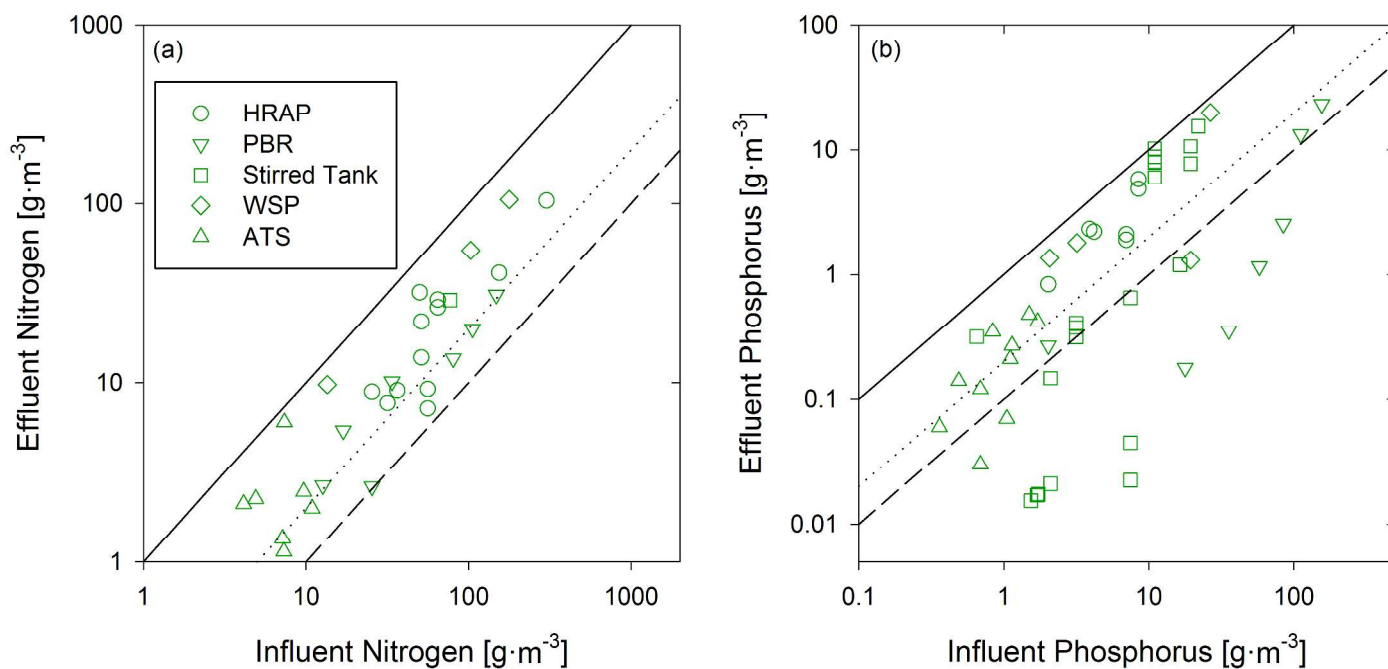 (a)
HRAP
PBR
Stirred Tank
WSP
ATS
1000
100
10
1
1
10
100
1000
Effluent Nitrogen [g·m⁻³]
Influent Nitrogen [g·m⁻³]
(b)
100
10
1
0.1
0.01
0.1
1
10
100
Effluent Phosphorus [g·m⁻³]
Influent Phosphorus [g·m⁻³]